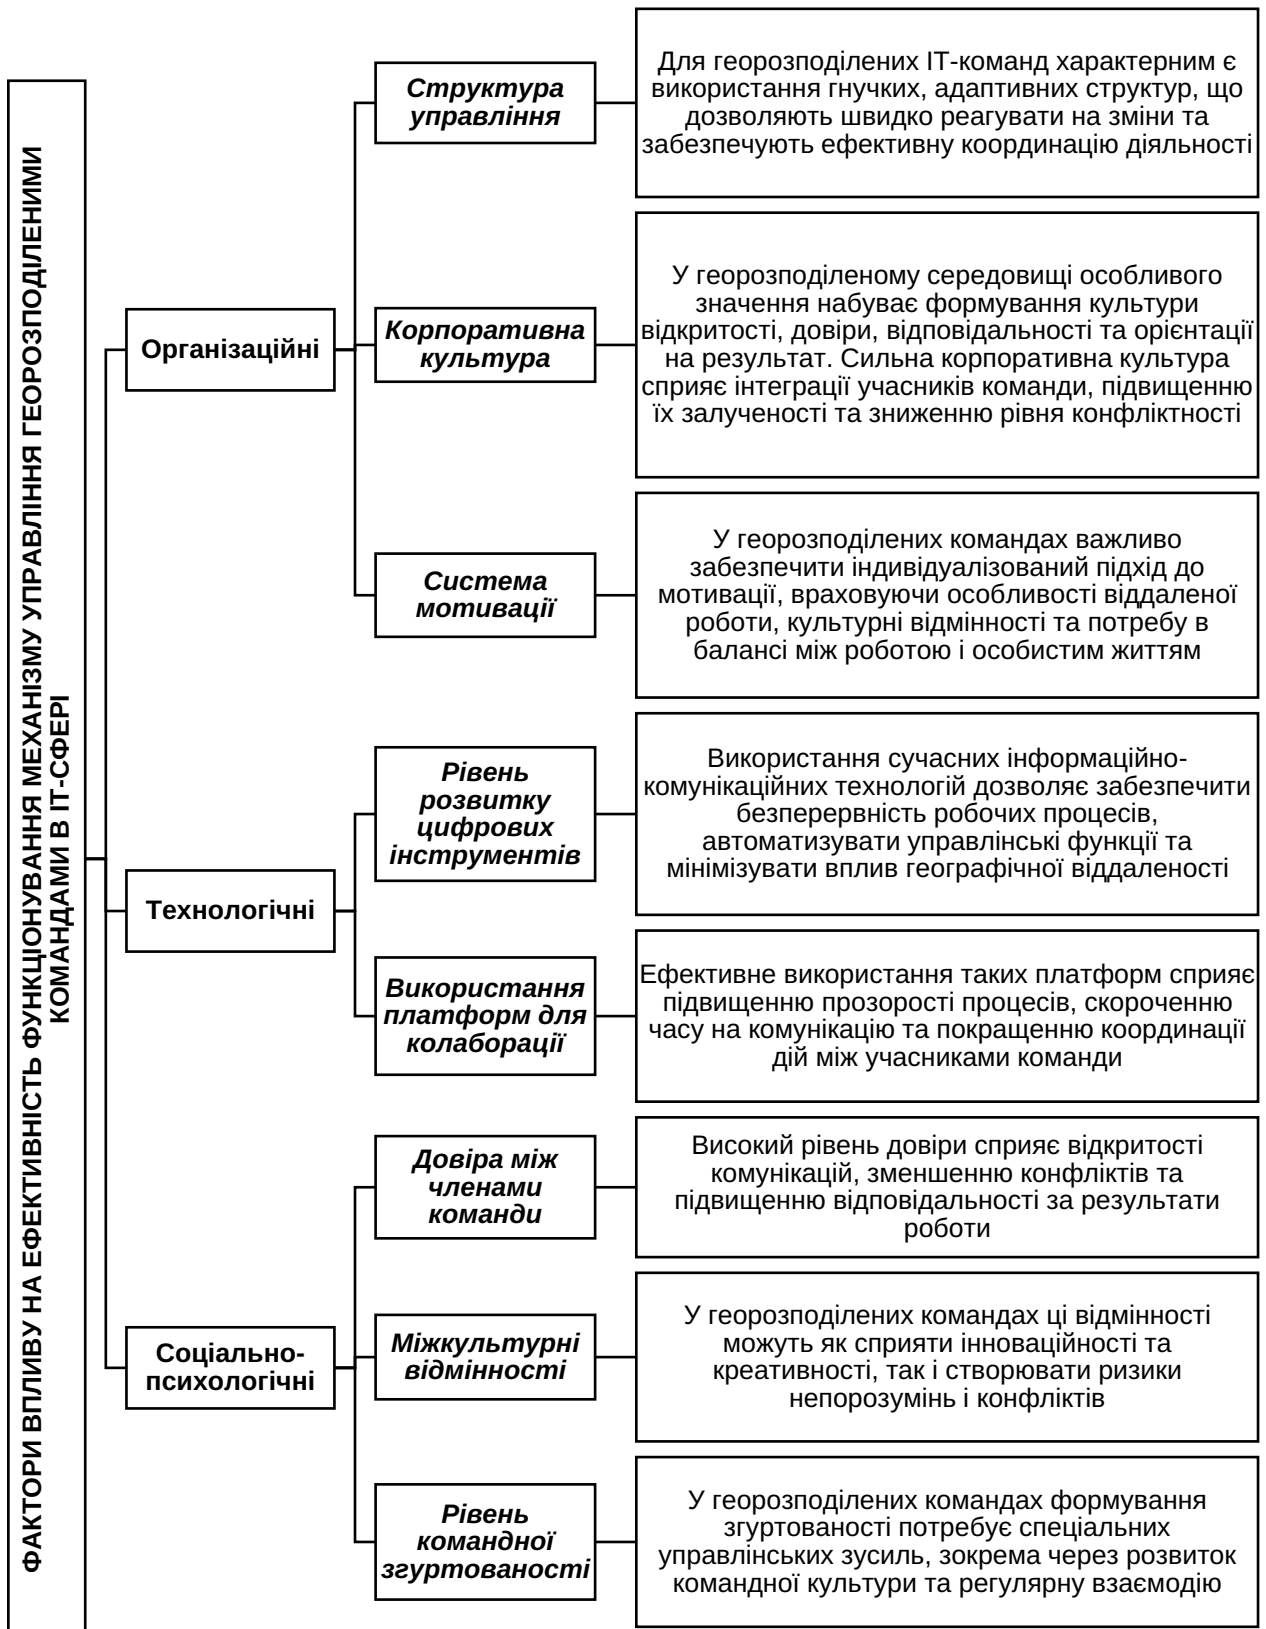 ФАКТОРИ ВПЛИВУ НА ЕФЕКТИВНІСТЬ ФУНКЦІОНУВАННЯ МЕХАНІЗМУ УПРАВЛІННЯ ГЕОРОЗПОДІЛЕНИМИ
КОМАНДАМИ В ІТ-СФЕРІ
Організаційні
Структура
управління
Для георозподілених ІТ-команд характерним є
використання гнучких, адаптивних структур, що
дозволяють швидко реагувати на зміни та
забезпечують ефективну координацію діяльності
Корпоративна
культура
У георозподіленому середовищі особливого
значення набуває формування культури
відкритості, довіри, відповідальності та орієнтації
на результат. Сильна корпоративна культура
сприяє інтеграції учасників команди, підвищенню
їх залученості та зниженню рівня конфліктності
Система
мотивації
У георозподілених командах важливо
забезпечити індивідуалізований підхід до
мотивації, враховуючи особливості віддаленої
роботи, культурні відмінності та потребу в
балансі між роботою і особистим життям
Технологічні
Рівень
розвитку
цифрових
інструментів
Використання сучасних інформаційно-
комунікаційних технологій дозволяє забезпечити
безперервність робочих процесів,
автоматизувати управлінські функції та
мінімізувати вплив географічної віддаленості
Використання
платформ для
колаборації
Ефективне використання таких платформ сприяє
підвищенню прозорості процесів, скороченню
часу на комунікацію та покращенню координації
дій між учасниками команди
Соціально-
психологічні
Довіра між
членами
команди
Високий рівень довіри сприяє відкритості
комунікацій, зменшенню конфліктів та
підвищенню відповідальності за результати
роботи
Міжкультурні
відмінності
У георозподілених командах ці відмінності
можуть як сприяти інноваційності та
креативності, так і створювати ризики
непорозумінь і конфліктів
Рівень
командної
згуртованості
У георозподілених командах формування
згуртованості потребує спеціальних
управлінських зусиль, зокрема через розвиток
командної культури та регулярну взаємодію